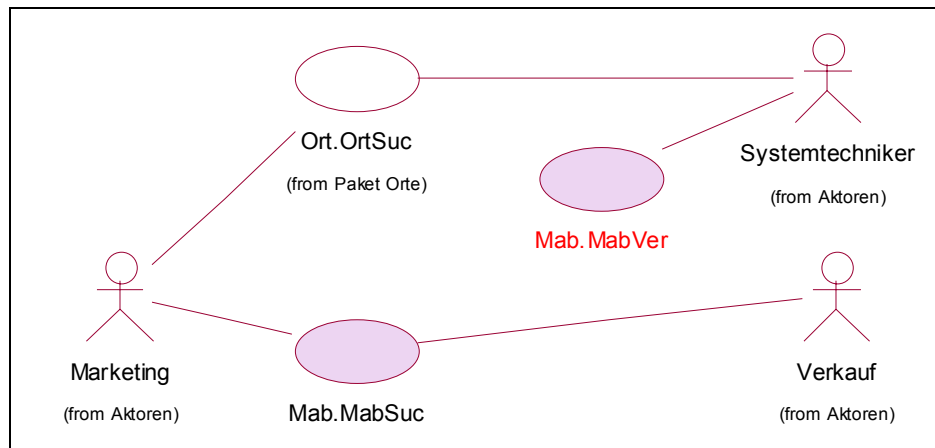 Ort.OrtSuc
(from Paket Orte)
Systemtechniker
(from Aktoren)
Mab.MabVer
Marketing
(from Aktoren)
Mab.MabSuc
Verkauf
(from Aktoren)